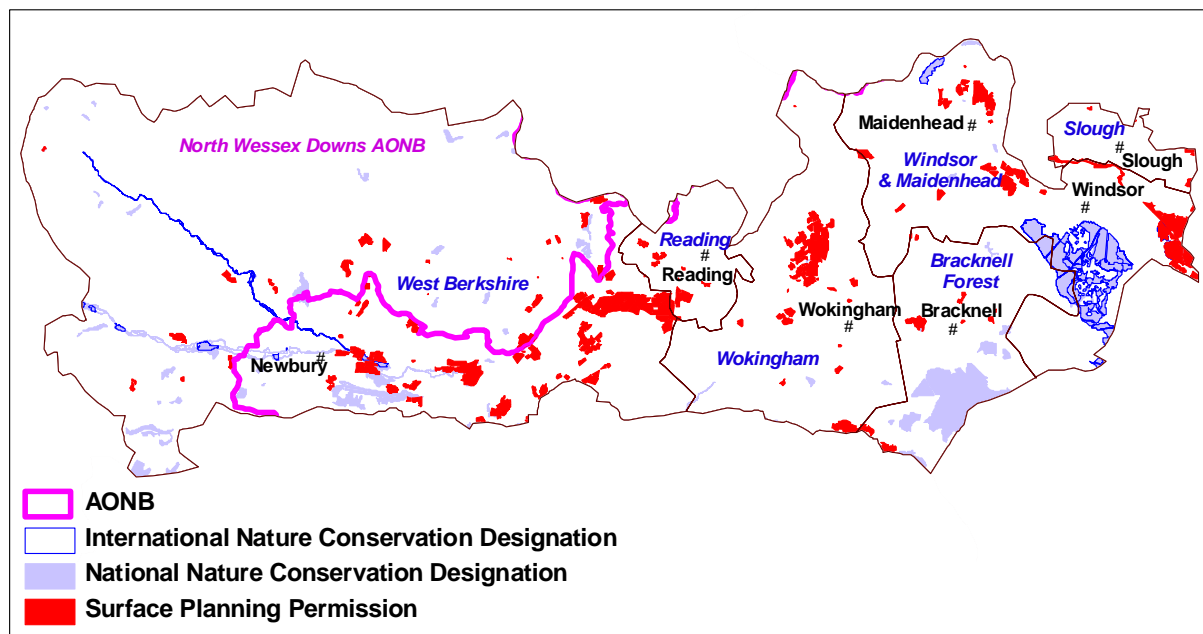 Maidenhead #
Slough
#
Slough
North Wessex Downs AONB
Windsor
& Maidenhead
Windsor
#
Reading
#
Reading
Bracknell
Forest
West Berkshire
Wokingham
#
Bracknell
#
Newbury #
Wokingham
AONB
International Nature Conservation Designation
National Nature Conservation Designation
Surface Planning Permission